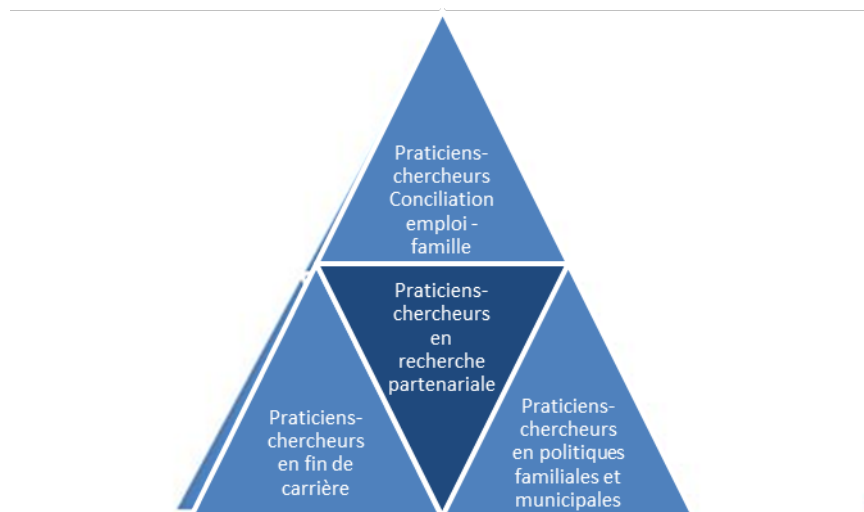 Praticiens-
chercheurs
Conciliation
emploi -
famille
Praticiens-
chercheurs
en
recherche
partenariale
Praticiens-
chercheurs
en fin de
carrière
Praticiens-
chercheurs
en politiques
familiales et
municipales